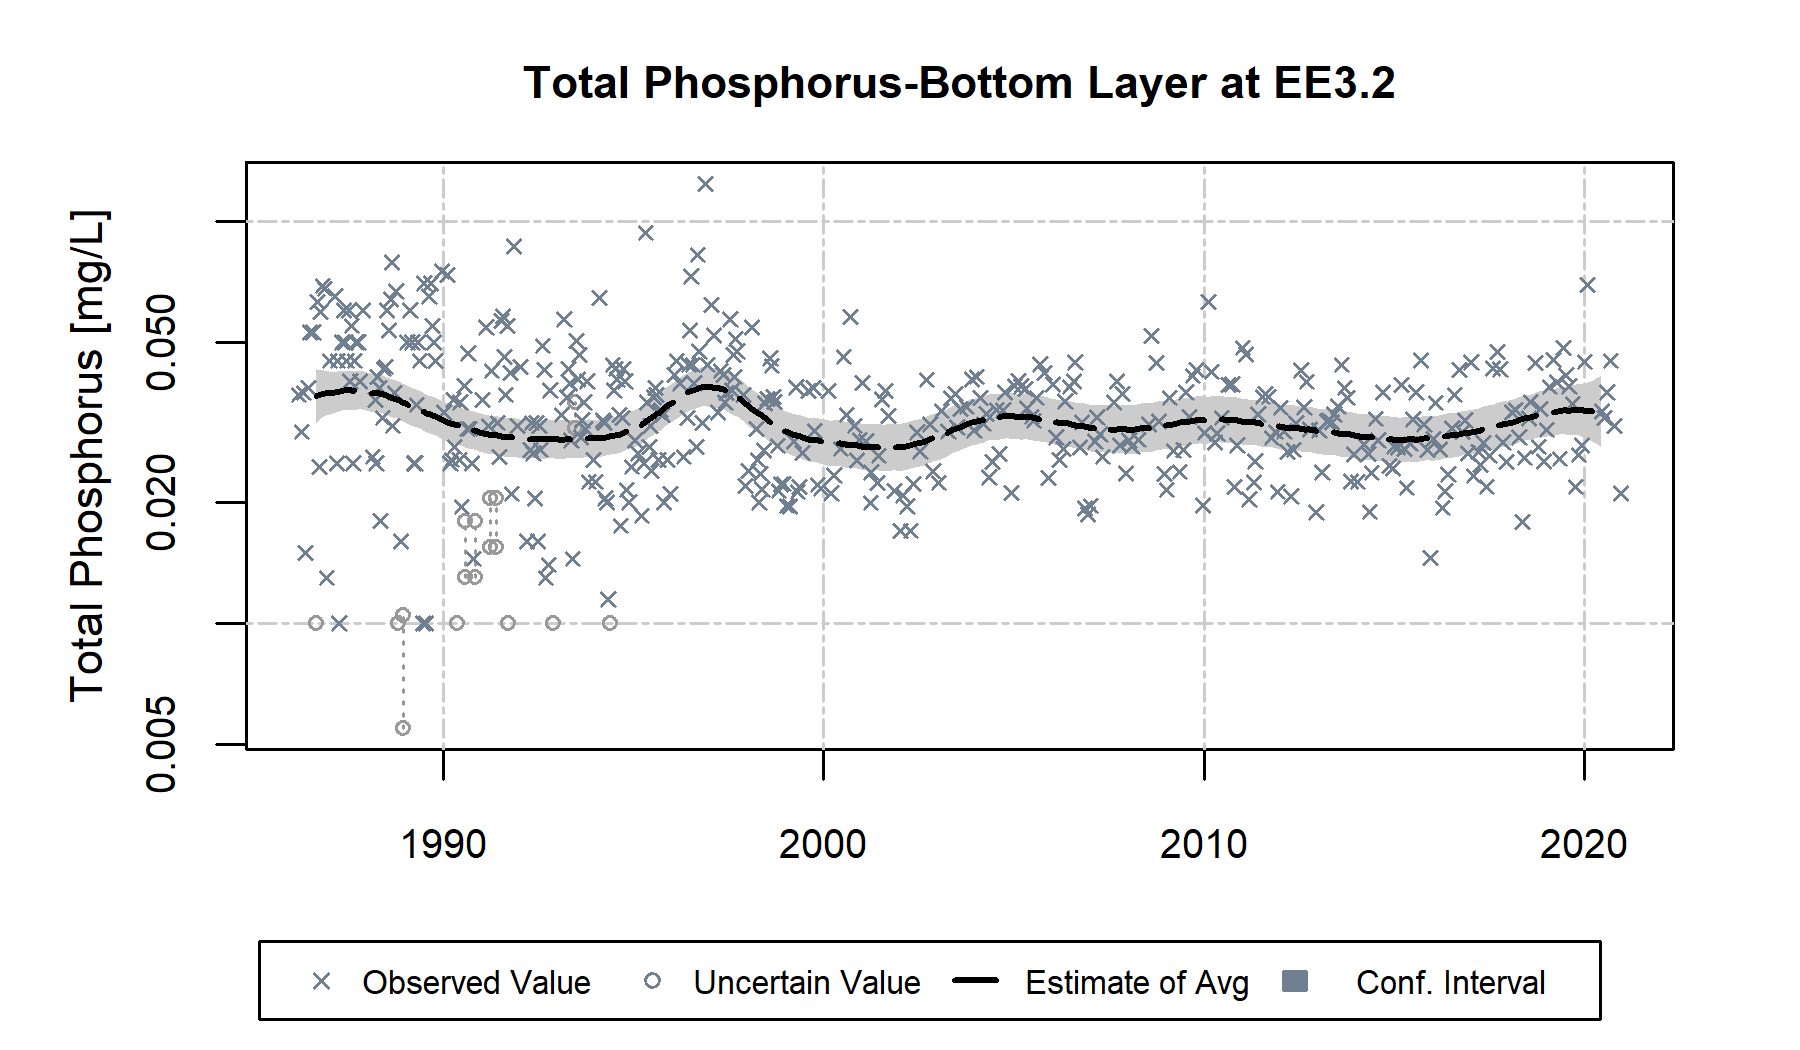 Total Phosphorus-Bottom Layer at EE3.2
Total Phosphorus [mg/L]
0.050
0.020
0.005
1990 2000 2010 2020
Observed Value Uncertain Value Estimate of Avg Conf. Interval